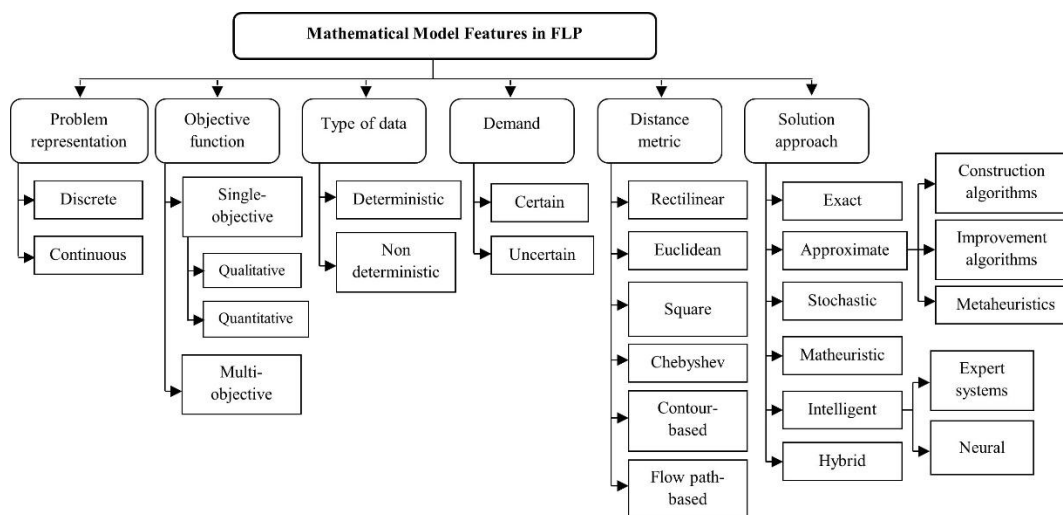 Mathematical Model Features in FLP
Problem
representation
Discrete
Continuous
Objective
function
Single-
objective
Qualitative
Quantitative
Multi-
objective
Type of data
Deterministic
Non
deterministic
Demand
Certain
Uncertain
Distance
metric
Rectilinear
Euclidean
Square
Chebyshev
Contour-
based
Flow path-
based
Solution
approach
Exact
Approximate
Construction
algorithms
Improvement
algorithms
Metaheuristics
Stochastic
Matheuristic
Intelligent
Expert
systems
Neural
Hybrid